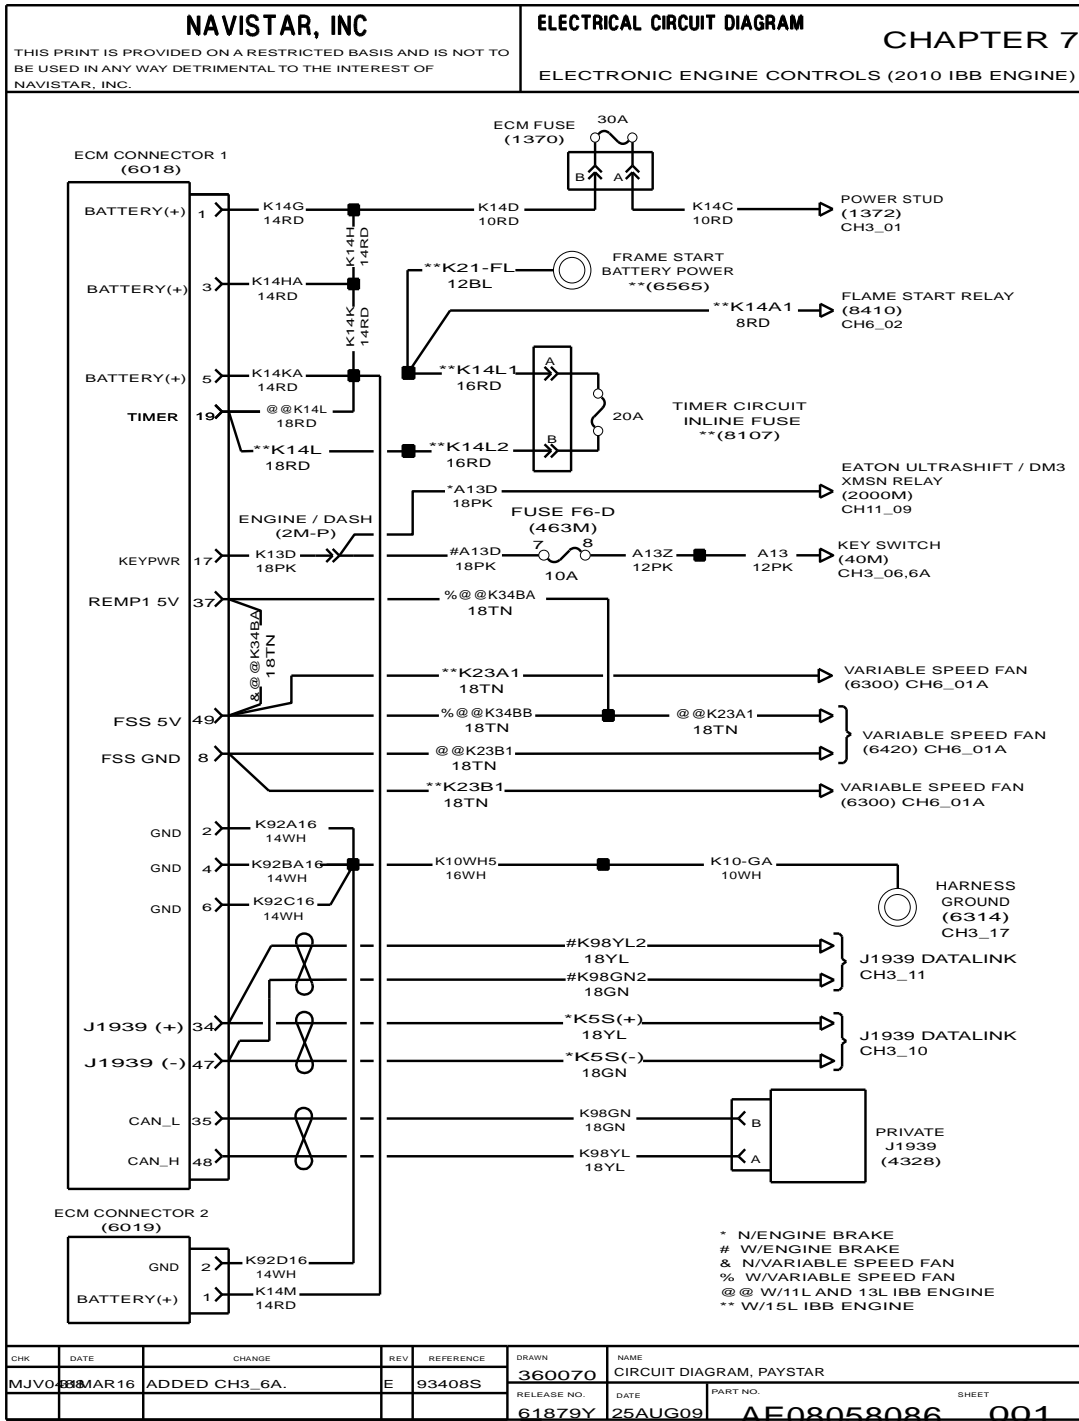 NAVISTAR, INC
THIS PRINT IS PROVIDED ON A RESTRICTED BASIS AND IS NOT TO
BE USED IN ANY WAY DETRIMENTAL TO THE INTEREST OF
NAVISTAR, INC.
ELECTRICAL CIRCUIT DIAGRAM
CHAPTER 7
ELECTRONIC ENGINE CONTROLS (2010 IBB ENGINE)
ECM FUSE
(1370)
30A
B
A
ECM CONNECTOR 1
(6018)
BATTERY(+) 1
K14G
14RD
K14D
10RD
K14C
10RD
POWER STUD
(1372)
CH3_01
K14H
14RD
BATTERY(+) 3
K14HA
14RD
**K21-FL
12BL
FRAME START
BATTERY POWER
**(6565)
**K14A1
8RD
FLAME START RELAY
(8410)
CH6_02
K14K
14RD
BATTERY(+) 5
K14KA
14RD
**K14L1
16RD
A
20A
TIMER CIRCUIT
INLINE FUSE
**(8107)
TIMER 19
@@K14L
18RD
**K14L
18RD
**K14L2
16RD
B
*A13D
18PK
EATON ULTRASHIFT / DM3
XMSN RELAY
(2000M)
CH11_09
ENGINE / DASH
(2M-P)
FUSE F6-D
(463M)
7
8
10A
KEYPWR 17
K13D
18PK
#A13D
18PK
A13Z
12PK
A13
12PK
KEY SWITCH
(40M)
CH3_06,6A
REMP1 5V 37
%@@K34BA
18TN
&@@K34BA
18TN
**K23A1
18TN
VARIABLE SPEED FAN
(6300) CH6_01A
FSS 5V 49
%@@K34BB
18TN
@@K23A1
18TN
VARIABLE SPEED FAN
(6420) CH6_01A
FSS GND 8
@@K23B1
18TN
**K23B1
18TN
VARIABLE SPEED FAN
(6300) CH6_01A
GND 2
K92A16
14WH
GND 4
K92BA16
14WH
K10WH5
16WH
K10-GA
10WH
GND 6
K92C16
14WH
HARNESS
GROUND
(6314)
CH3_17
#K98YL2
18YL
#K98GN2
18GN
J1939 DATALINK
CH3_11
J1939 (+) 34
*K5S(+)
18YL
J1939 (-) 47
*K5S(-)
18GN
J1939 DATALINK
CH3_10
CAN_L 35
K98GN
18GN
B
CAN_H 48
K98YL
18YL
A
PRIVATE
J1939
(4328)
ECM CONNECTOR 2
(6019)
GND 2
K92D16
14WH
BATTERY(+) 1
K14M
14RD
* N/ENGINE BRAKE
# W/ENGINE BRAKE
& N/VARIABLE SPEED FAN
% W/VARIABLE SPEED FAN
@@ W/11L AND 13L IBB ENGINE
** W/15L IBB ENGINE
CHK DATE CHANGE REV REFERENCE
ADDED CH3_6A. E 93408S
DRAWN
360070
NAME
CIRCUIT DIAGRAM, PAYSTAR
RELEASE NO.
61879Y
DATE
25AUG09
PART NO.
AE08058086
SHEET
001